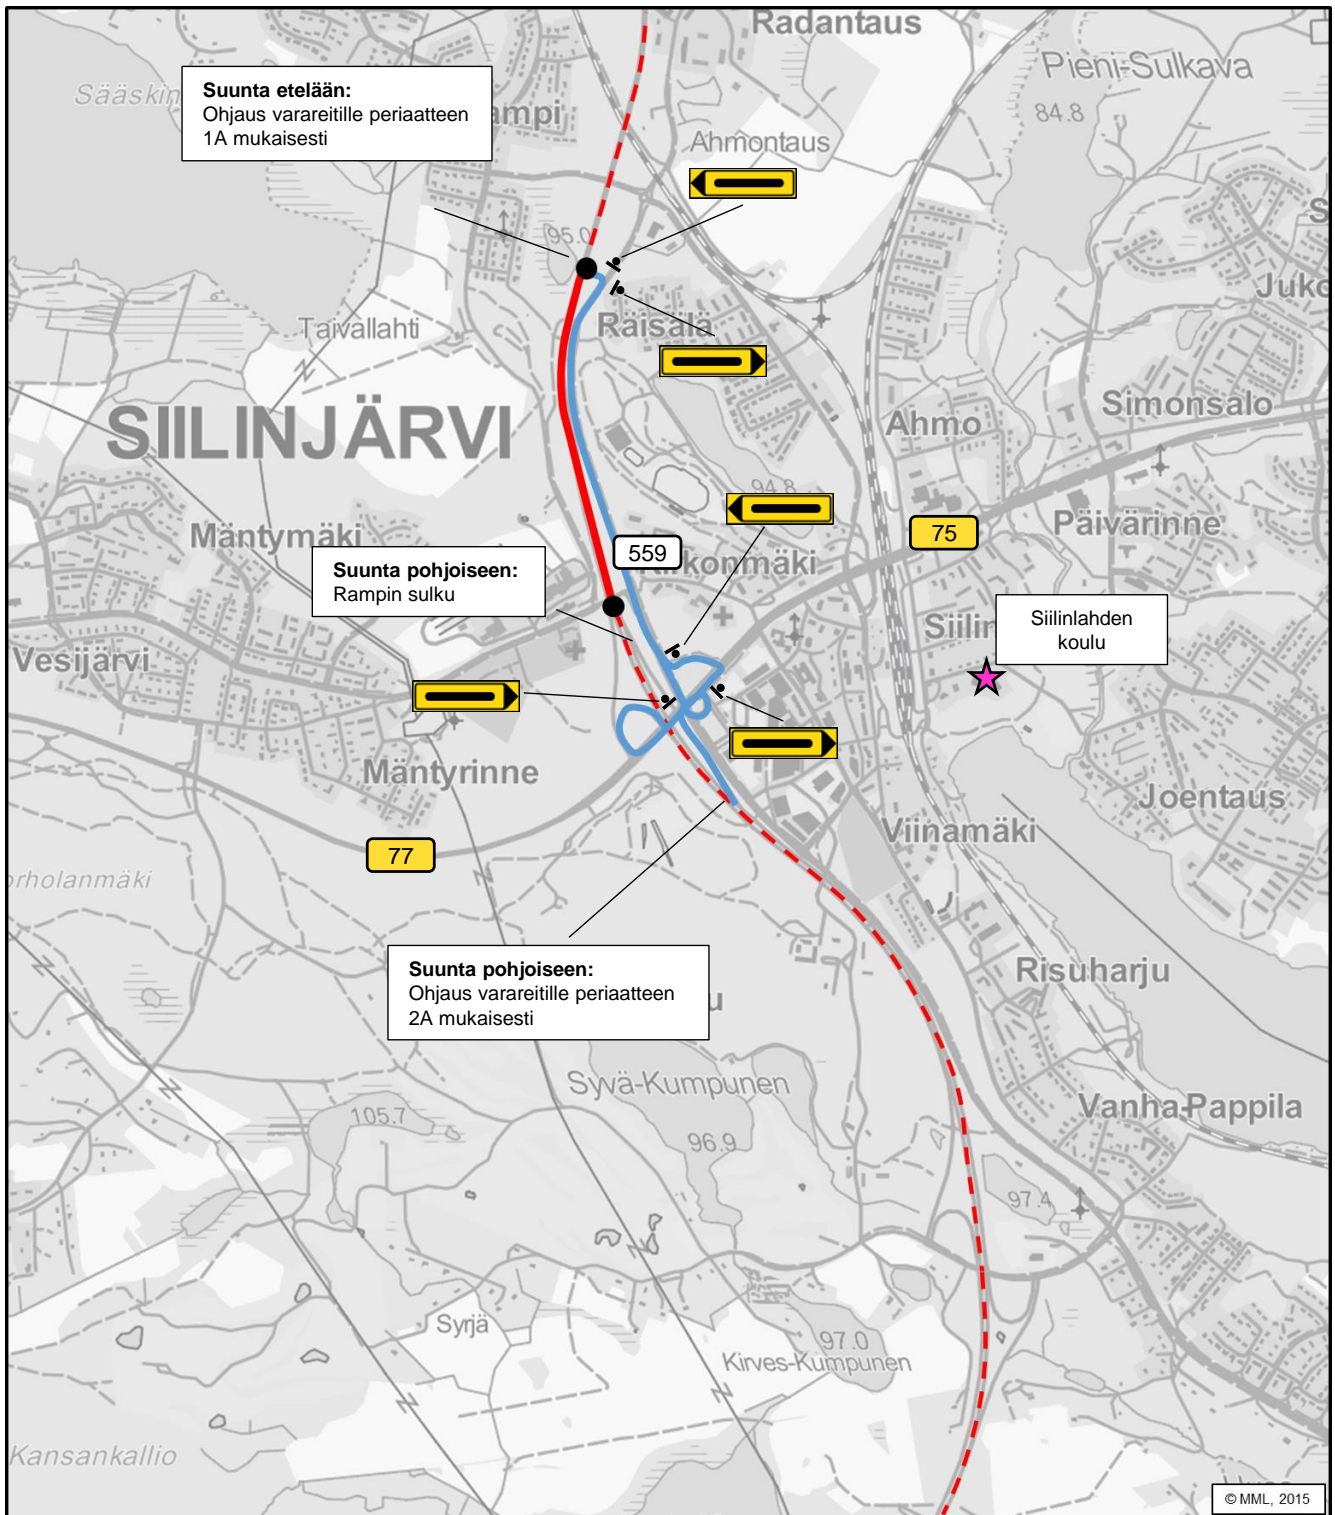 Radantaus
Pieni-Sulkava
Suunta etelään:
Ohjaus varareitille periaatteen
1A mukaisesti
84.8
Ahmontaus
95.0
Räisälä
Taivallahti
SIILINJÄRVI
Simonsalo
Ahmo
94.8
Mäntymäki
75
Päivärinne
559
Suunta pohjoiseen:
Rampin sulku
Siilinlahden
koulu
Vesijärvi
Mäntyrinne
Joentaus
Viinamäki
77
Suunta pohjoiseen:
Ohjaus varareitille periaatteen
2A mukaisesti
Risuharju
Syvä-Kumpunen
105.7
Vanha-Pappila
96.9
97.4
Syrjä
97.0
Kirves-Kumpunen
Kansankallio
© MML, 2015